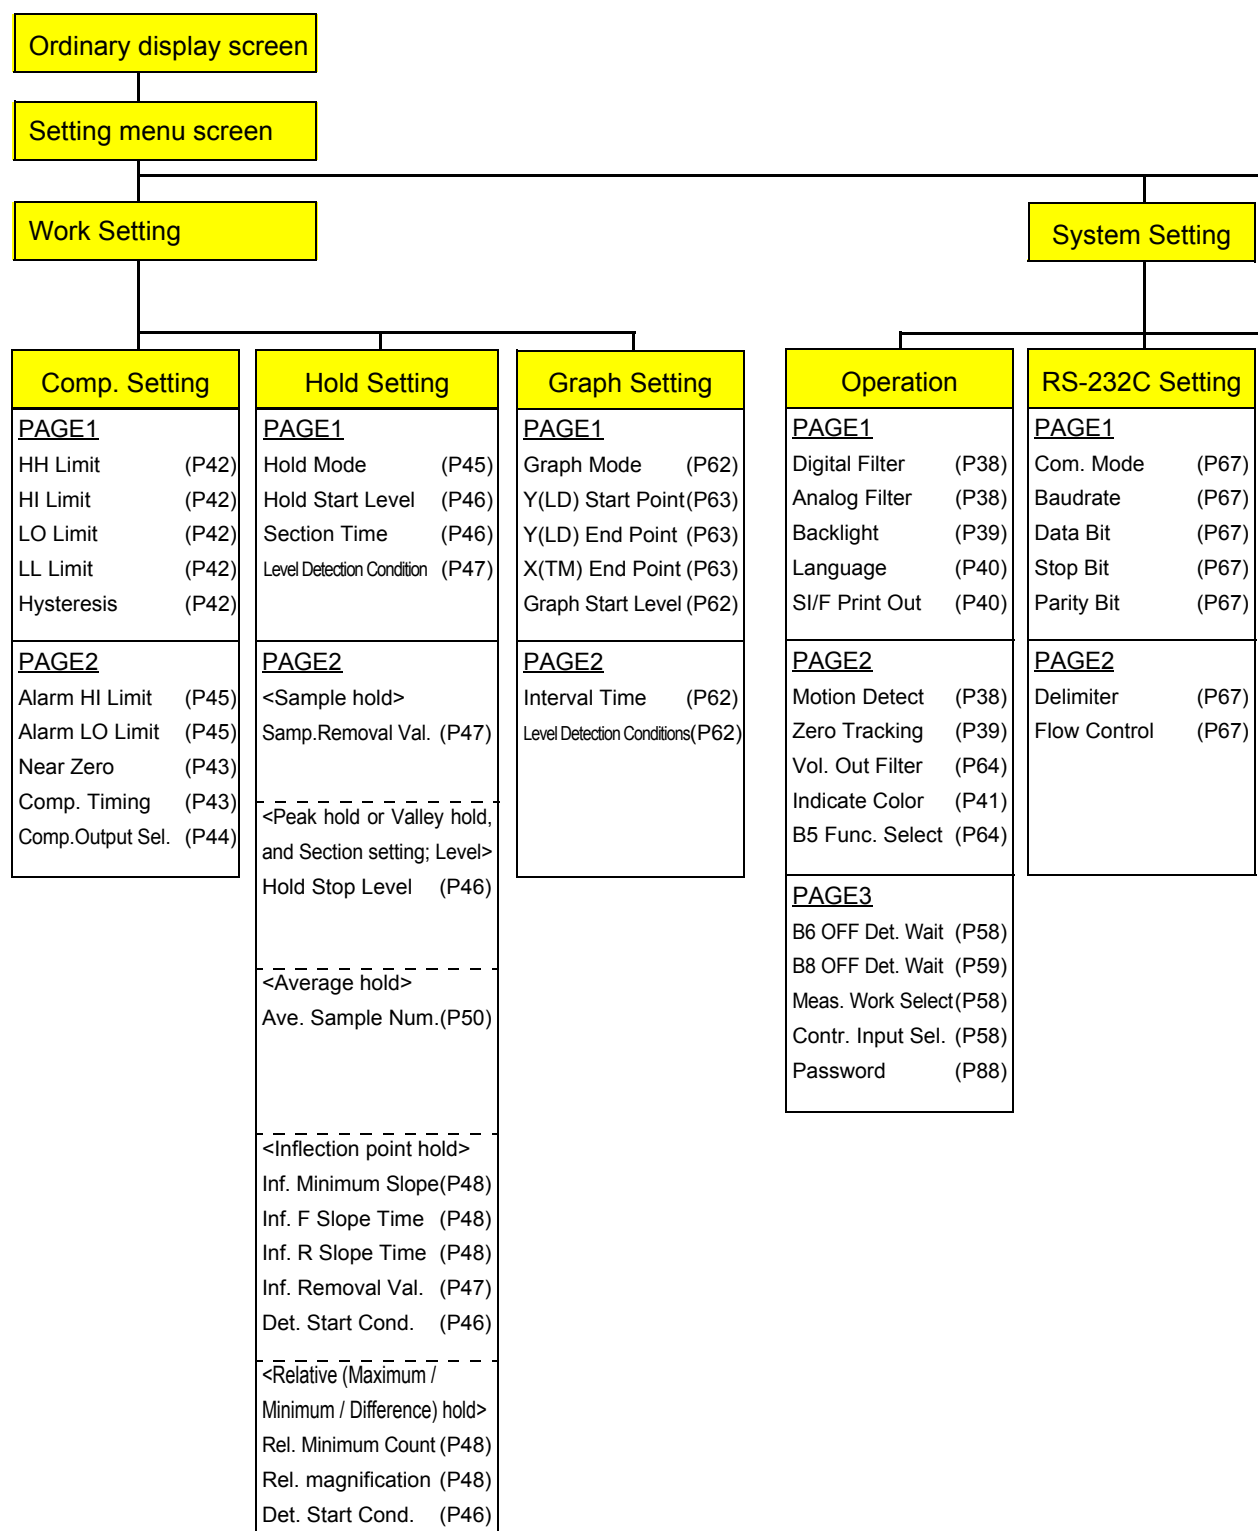 Ordinary display screen
Setting menu screen
Work Setting
System Setting
Comp. Setting
PAGE1
HH Limit (P42)
HI Limit (P42)
LO Limit (P42)
LL Limit (P42)
Hysteresis (P42)
PAGE2
Alarm HI Limit (P45)
Alarm LO Limit (P45)
Near Zero (P43)
Comp. Timing (P43)
Comp.Output Sel. (P44)
Hold Setting
PAGE1
Hold Mode (P45)
Hold Start Level (P46)
Section Time (P46)
Level Detection Condition (P47)
PAGE2
<Sample hold>
Samp.Removal Val. (P47)
<Peak hold or Valley hold,
and Section setting; Level>
Hold Stop Level (P46)
<Average hold>
Ave. Sample Num.(P50)
<Inflection point hold>
Inf. Minimum Slope(P48)
Inf. F Slope Time (P48)
Inf. R Slope Time (P48)
Inf. Removal Val. (P47)
Det. Start Cond. (P46)
<Relative (Maximum /
Minimum / Difference) hold>
Rel. Minimum Count (P48)
Rel. magnification (P48)
Det. Start Cond. (P46)
Graph Setting
PAGE1
Graph Mode (P62)
Y(LD) Start Point(P63)
Y(LD) End Point (P63)
X(TM) End Point (P63)
Graph Start Level (P62)
PAGE2
Interval Time (P62)
Level Detection Conditions(P62)
Operation
PAGE1
Digital Filter (P38)
Analog Filter (P38)
Backlight (P39)
Language (P40)
SI/F Print Out (P40)
PAGE2
Motion Detect (P38)
Zero Tracking (P39)
Vol. Out Filter (P64)
Indicate Color (P41)
B5 Func. Select (P64)
PAGE3
B6 OFF Det. Wait (P58)
B8 OFF Det. Wait (P59)
Meas. Work Select(P58)
Contr. Input Sel. (P58)
Password (P88)
RS-232C Setting
PAGE1
Com. Mode (P67)
Baudrate (P67)
Data Bit (P67)
Stop Bit (P67)
Parity Bit (P67)
PAGE2
Delimiter (P67)
Flow Control (P67)